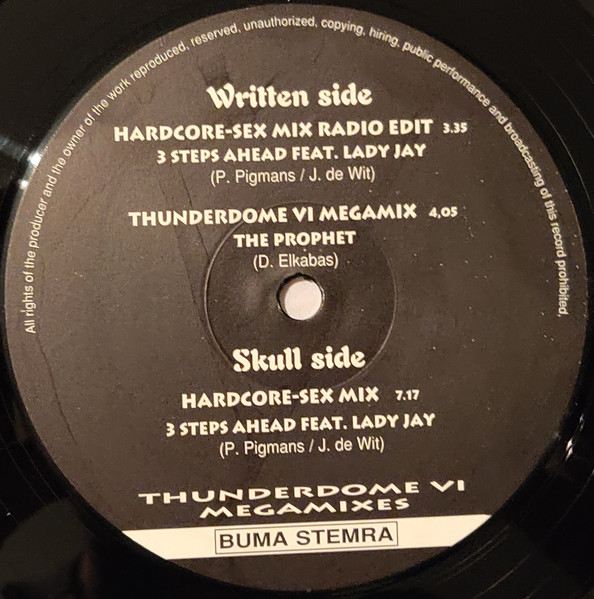 All rights of the producer and the owner of the work reproduced, reserved, unauthorized, copying, hiring, public performance and broadcasting of this record prohibited.
Written side
HARDCORE-SEX MIX RADIO EDIT 3.35
3 STEPS AHEAD FEAT. LADY JAY
(P. Pigmans / J. de Wit)
THUNDERDOME VI MEGAMIX 4,05
THE PROPHET
(D. Elkabas)
Skull side
HARDCORE-SEX MIX 7.17
3 STEPS AHEAD FEAT. LADY JAY
(P. Pigmans / J. de Wit)
THUNDERDOME VI
MEGAMIXES
BUMA STEMRA